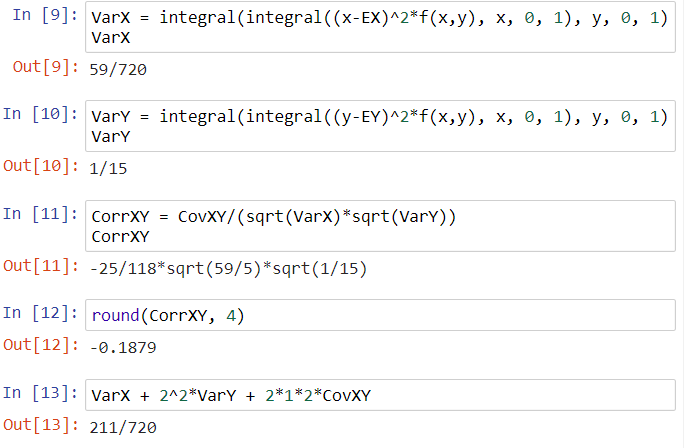 In [9]: VarX = integral(integral((x-EX)^2*f(x,y), x, 0, 1), y, 0, 1)
VarX
Out[9]: 59/720
In [10]: VarY = integral(integral((y-EY)^2*f(x,y), x, 0, 1), y, 0, 1)
VarY
Out[10]: 1/15
In [11]: CorrXY = CovXY/(sqrt(VarX)*sqrt(VarY))
CorrXY
Out[11]: -25/118*sqrt(59/5)*sqrt(1/15)
In [12]: round(CorrXY, 4)
Out[12]: -0.1879
In [13]: VarX + 2^2*VarY + 2*1*2*CovXY
Out[13]: 211/720